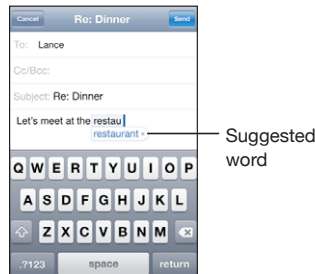 Cancel Re: Dinner Send
To: Lance
Cc/Bcc:
Subject: Re: Dinner
Let's meet at the restau
restaurant ×
Suggested
word
Q W E R T Y U I O P
A S D F G H J K L
Z X C V B N M
.?123 space return